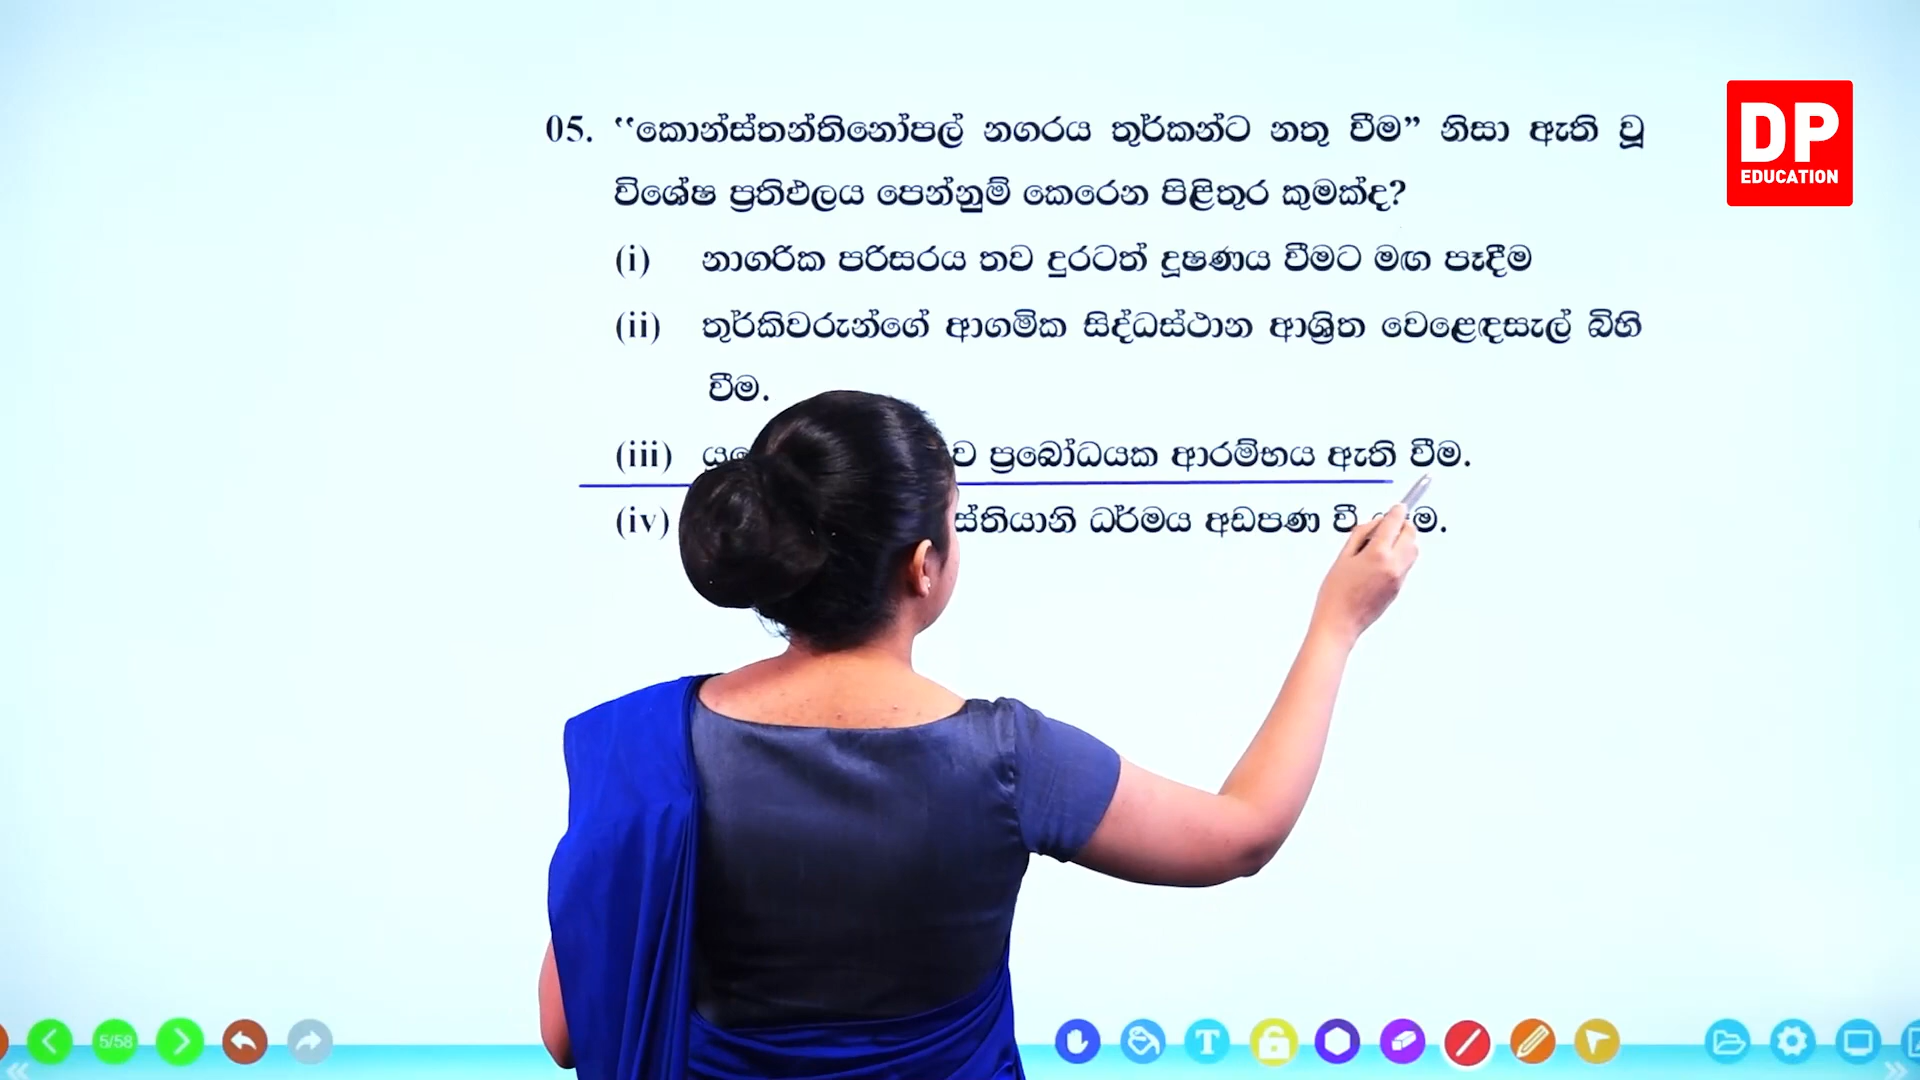 05. “කොන්ස්තන්තිනෝපල් නගරය තුර්කන්ට නතු වීම” නිසා ඇති වූ
විශේෂ ප්‍රතිඵලය පෙන්නුම් කෙරෙන පිළිතුර කුමක්ද?
(i) නාගරික පරිසරය තව දුරටත් දූෂණය වීමට මඟ පෑදීම
(ii) තුර්කිවරුන්ගේ ආගමික සිද්ධස්ථාන ආශ්‍රිත වෙළෙඳසැල් බිහි
වීම.
(iii) ප්‍රබෝධයක ආරම්භය ඇති වීම.
(iv) ධර්මය අඩපණ වී
DP
EDUCATION
5/58
T